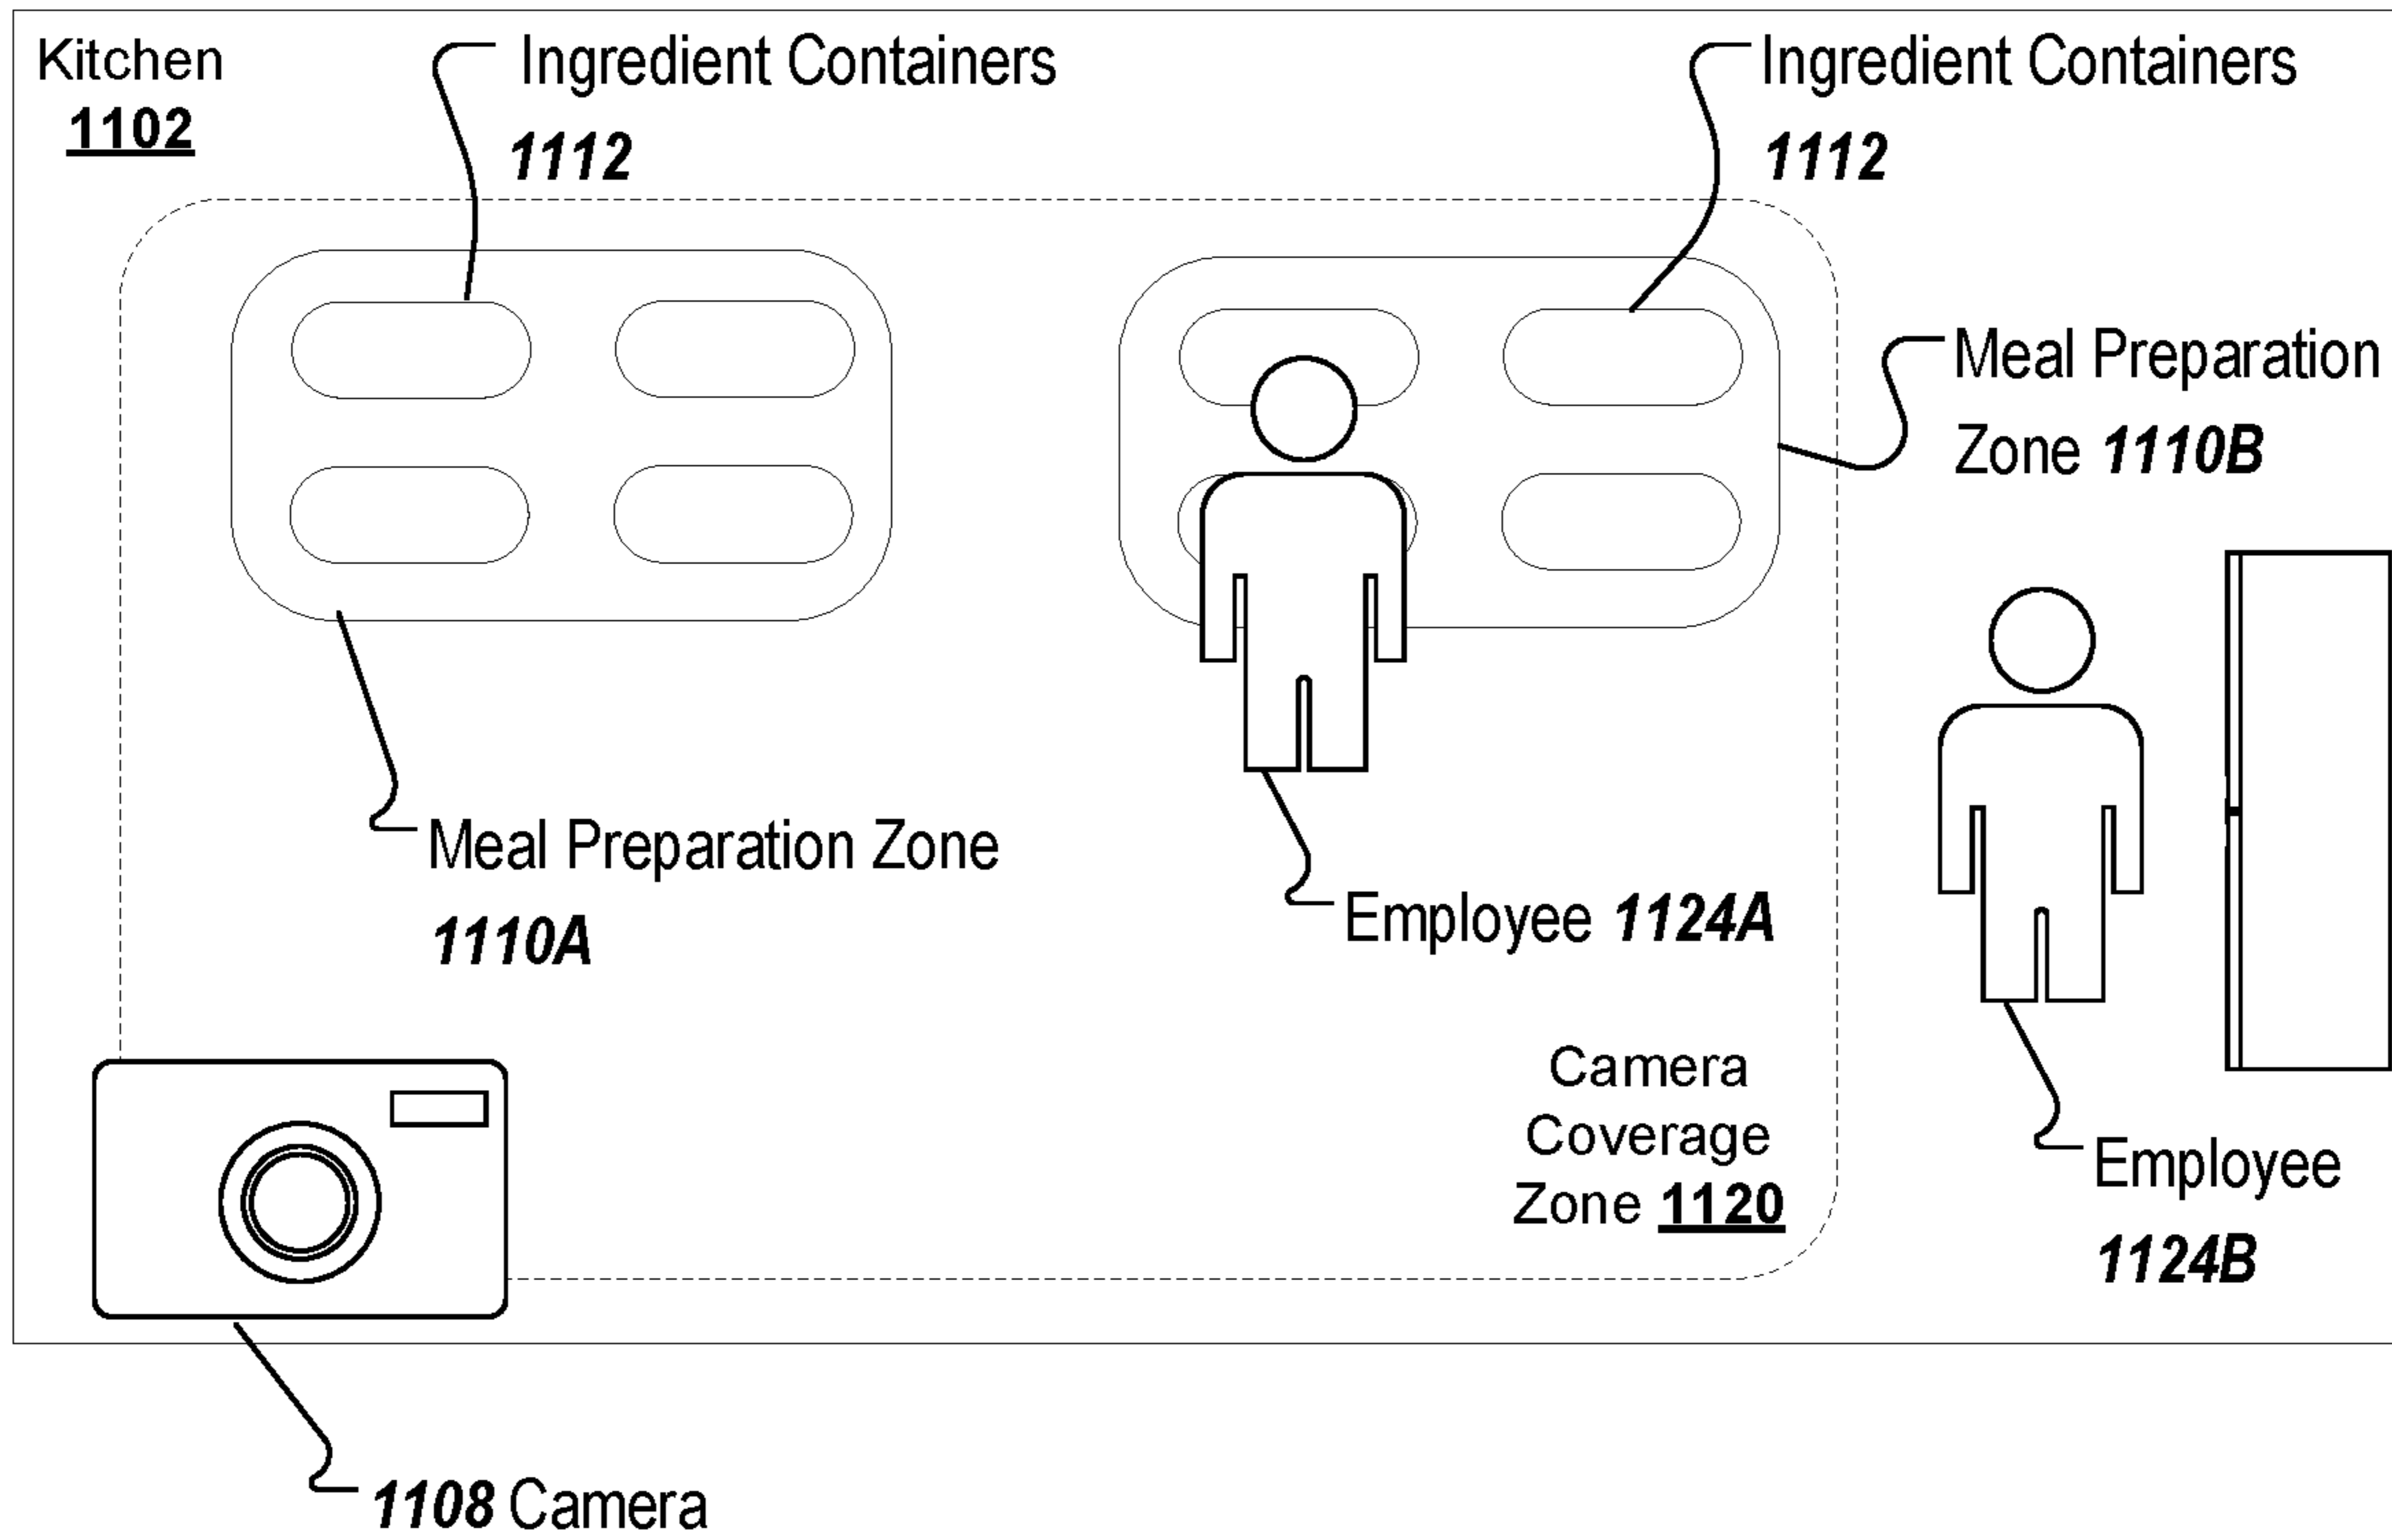 Kitchen
1102
Ingredient Containers
1112
Ingredient Containers
1112
Meal Preparation
Zone 1110B
Meal Preparation Zone
1110A
Employee 1124A
Camera
Coverage
Zone 1120
Employee
1124B
1108 Camera